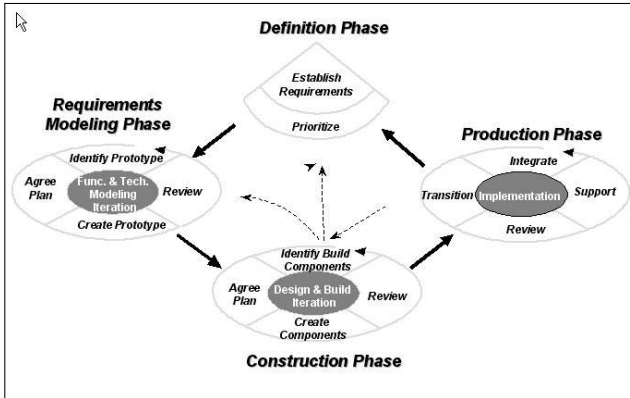 Definition Phase
Establish
Requirements
Prioritize
Requirements
Modeling Phase
Identify Prototype
Agree
Plan
Func. & Tech.
Modeling
Iteration
Review
Create Prototype
Production Phase
Integrate
Transition
Implementation
Support
Review
Identify Build
Components
Agree
Plan
Design & Build
Iteration
Review
Create
Components
Construction Phase